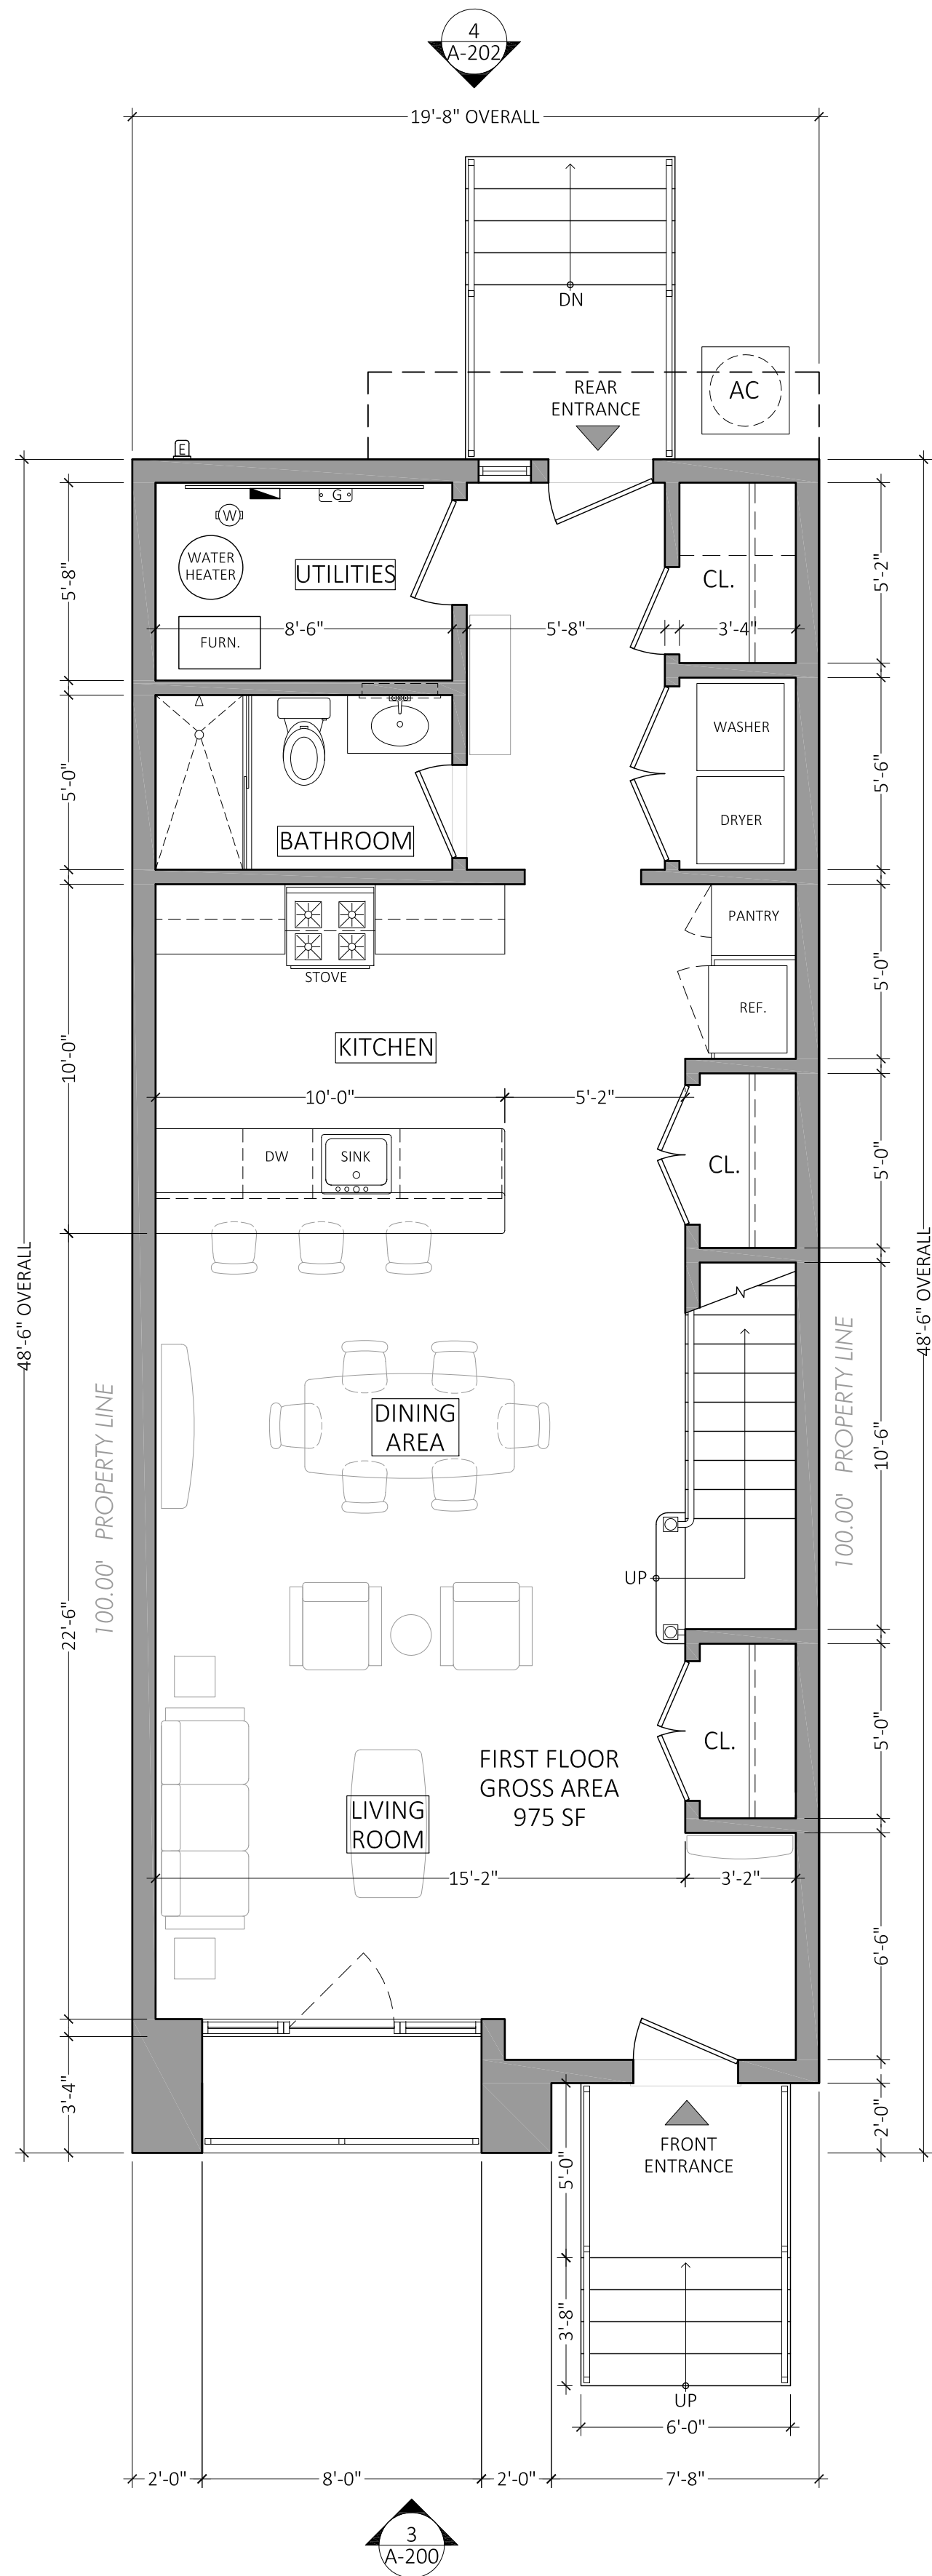 4
A-202
19'-8" OVERALL
DN
REAR
ENTRANCE
AC
E
G
W
WATER
HEATER
UTILITIES
CL.
5'-8"
5'-2"
8'-6"
5'-8"
3'-4"
FURN.
WASHER
5'-0"
5'-6"
DRYER
BATHROOM
PANTRY
STOVE
REF.
5'-0"
KITCHEN
10'-0"
10'-0"
5'-2"
DW
SINK
CL.
5'-0"
48'-6" OVERALL
48'-6" OVERALL
100.00' PROPERTY LINE
100.00' PROPERTY LINE
DINING
AREA
10'-6"
UP
22'-6"
CL.
5'-0"
FIRST FLOOR
GROSS AREA
975 SF
LIVING
ROOM
15'-2"
3'-2"
6'-6"
3'-4"
2'-0"
FRONT
ENTRANCE
5'-0"
3'-8"
UP
6'-0"
2'-0"
8'-0"
2'-0"
7'-8"
3
A-200